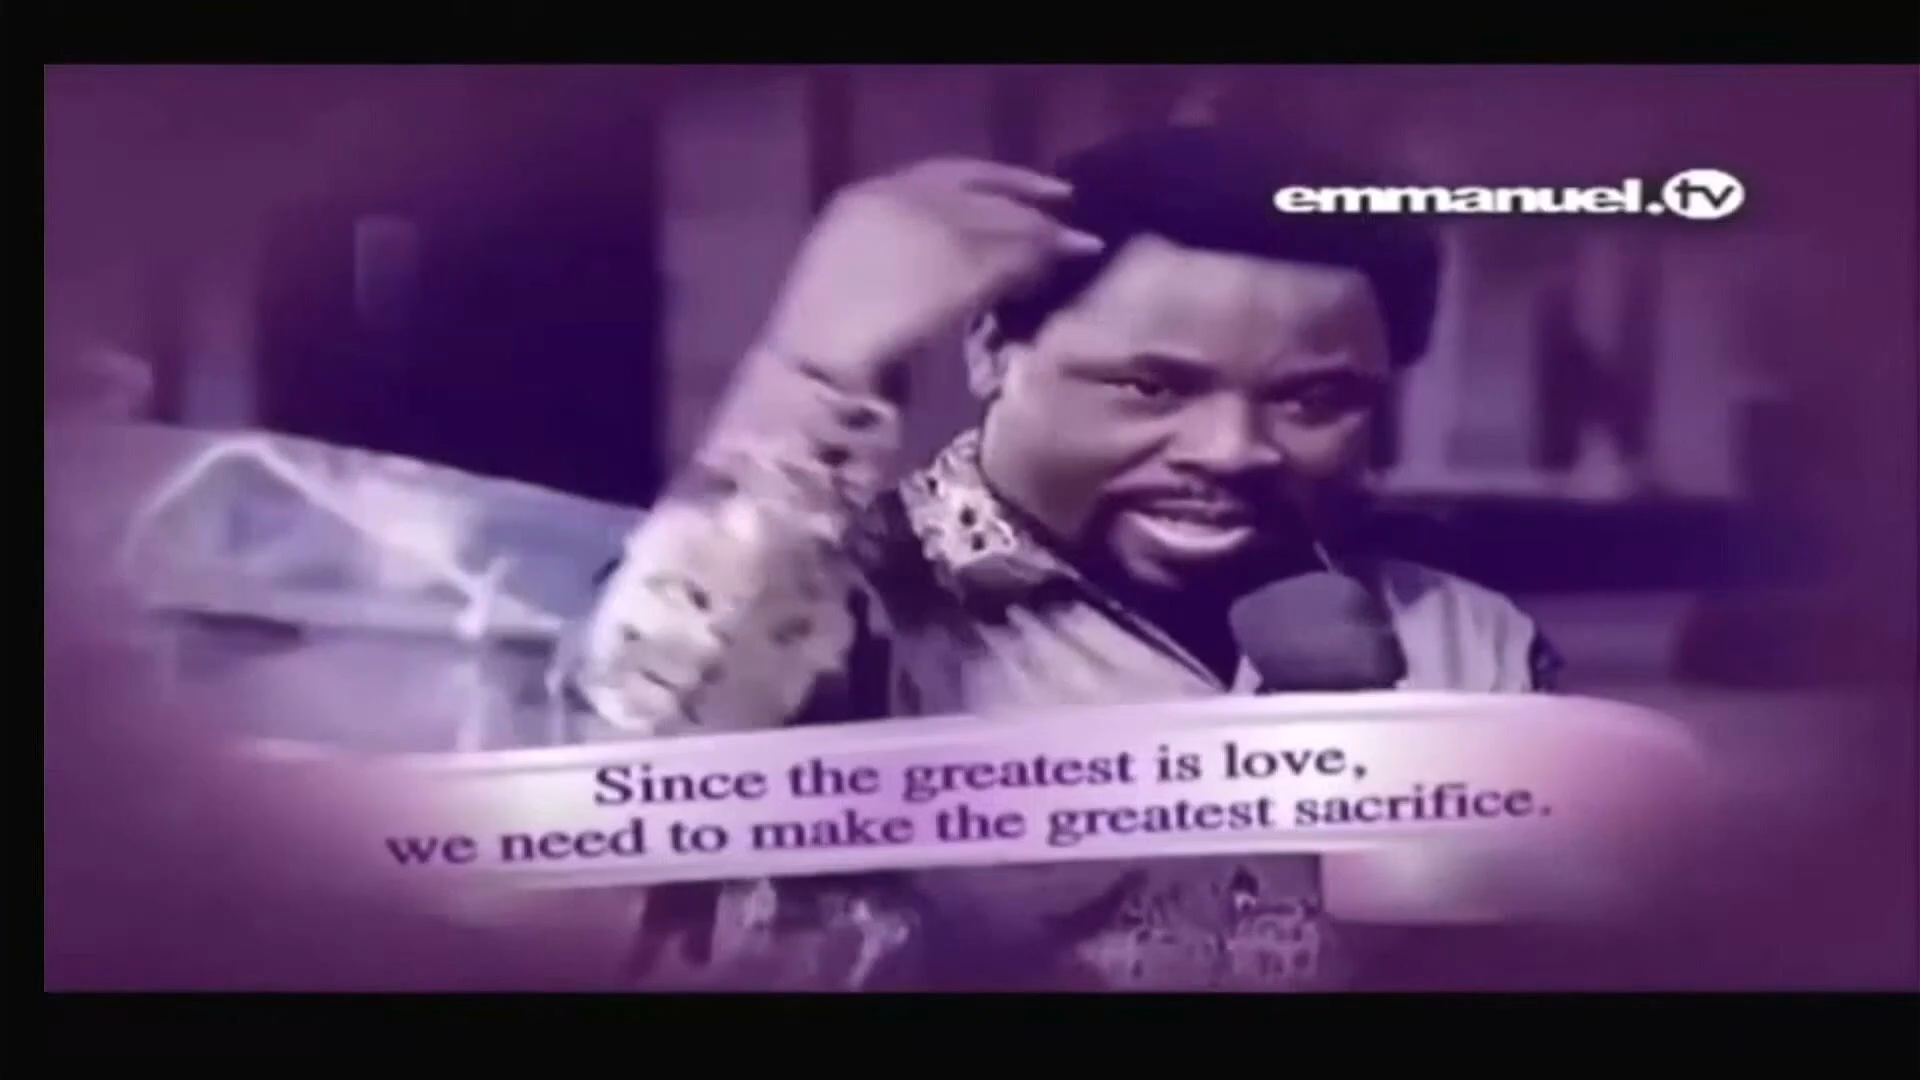 emmanuel.tv
Since the greatest is love,
we need to make the greatest sacrifice.